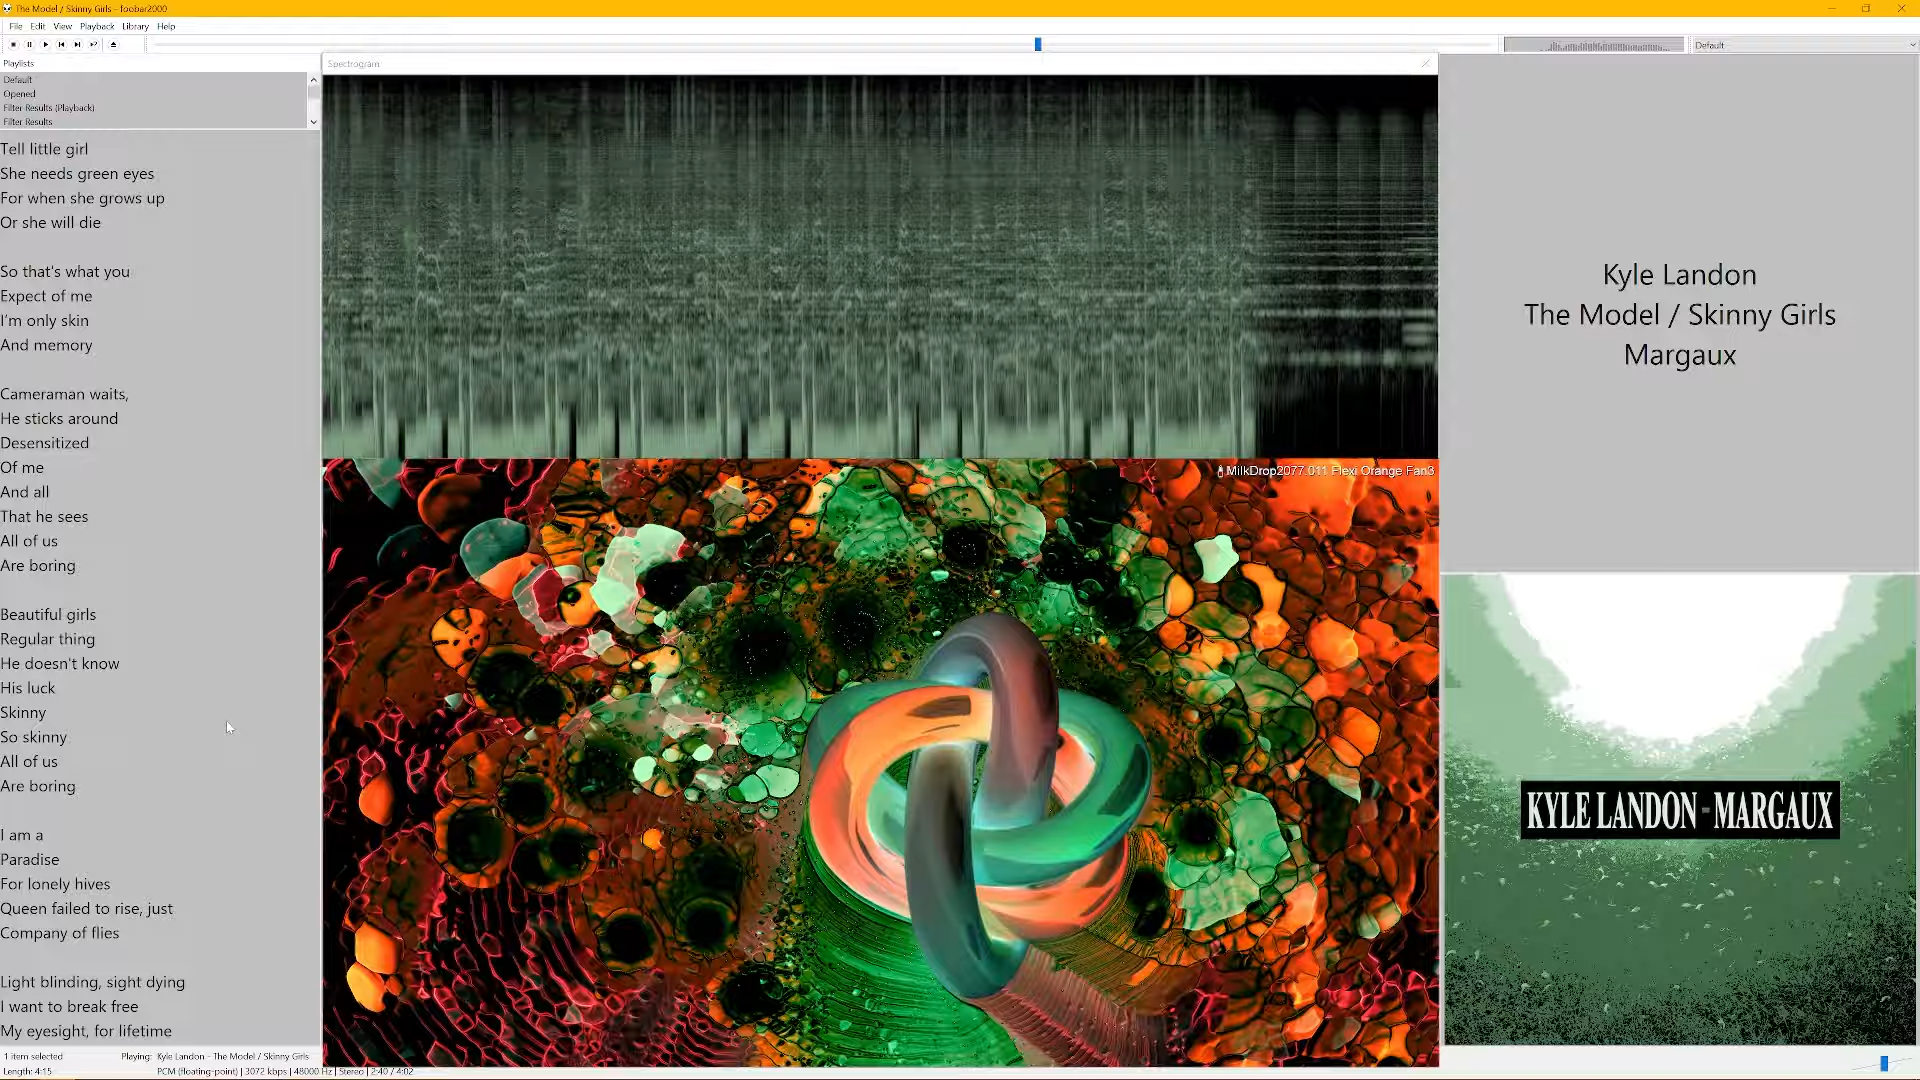 The Model / Skinny Girls - foobar2000
File Edit View Playback Library Help
Default
Playlists
Default
Opened
Filter Results (Playback)
Filter Results
Tell little girl
She needs green eyes
For when she grows up
Or she will die
So that's what you
Expect of me
I'm only skin
And memory
Cameraman waits,
He sticks around
Desensitized
Of me
And all
That he sees
All of us
Are boring
Beautiful girls
Regular thing
He doesn't know
His luck
Skinny
So skinny
All of us
Are boring
I am a
Paradise
For lonely hives
Queen failed to rise, just
Company of flies
Light blinding, sight dying
I want to break free
My eyesight, for lifetime
Spectrogram
MilkDrop2077.011 Flexi Orange Fan3
Kyle Landon
The Model / Skinny Girls
Margaux
KYLE LANDON - MARGAUX
1 item selected
Playing: Kyle Landon - The Model / Skinny Girls
Length: 4:15
PCM (floating-point) | 3072 kbps | 48000 Hz | Stereo | 2:40 / 4:02